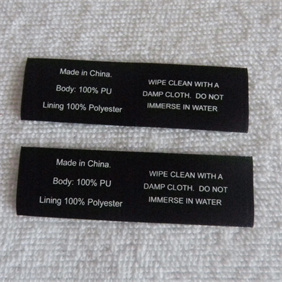 Made in China.
Body: 100% PU
Lining 100% Polyester
WIPE CLEAN WITH A
DAMP CLOTH. DO NOT
IMMERSE IN WATER
Made in China.
Body: 100% PU
Lining 100% Polyester
WIPE CLEAN WITH A
DAMP CLOTH. DO NOT
IMMERSE IN WATER